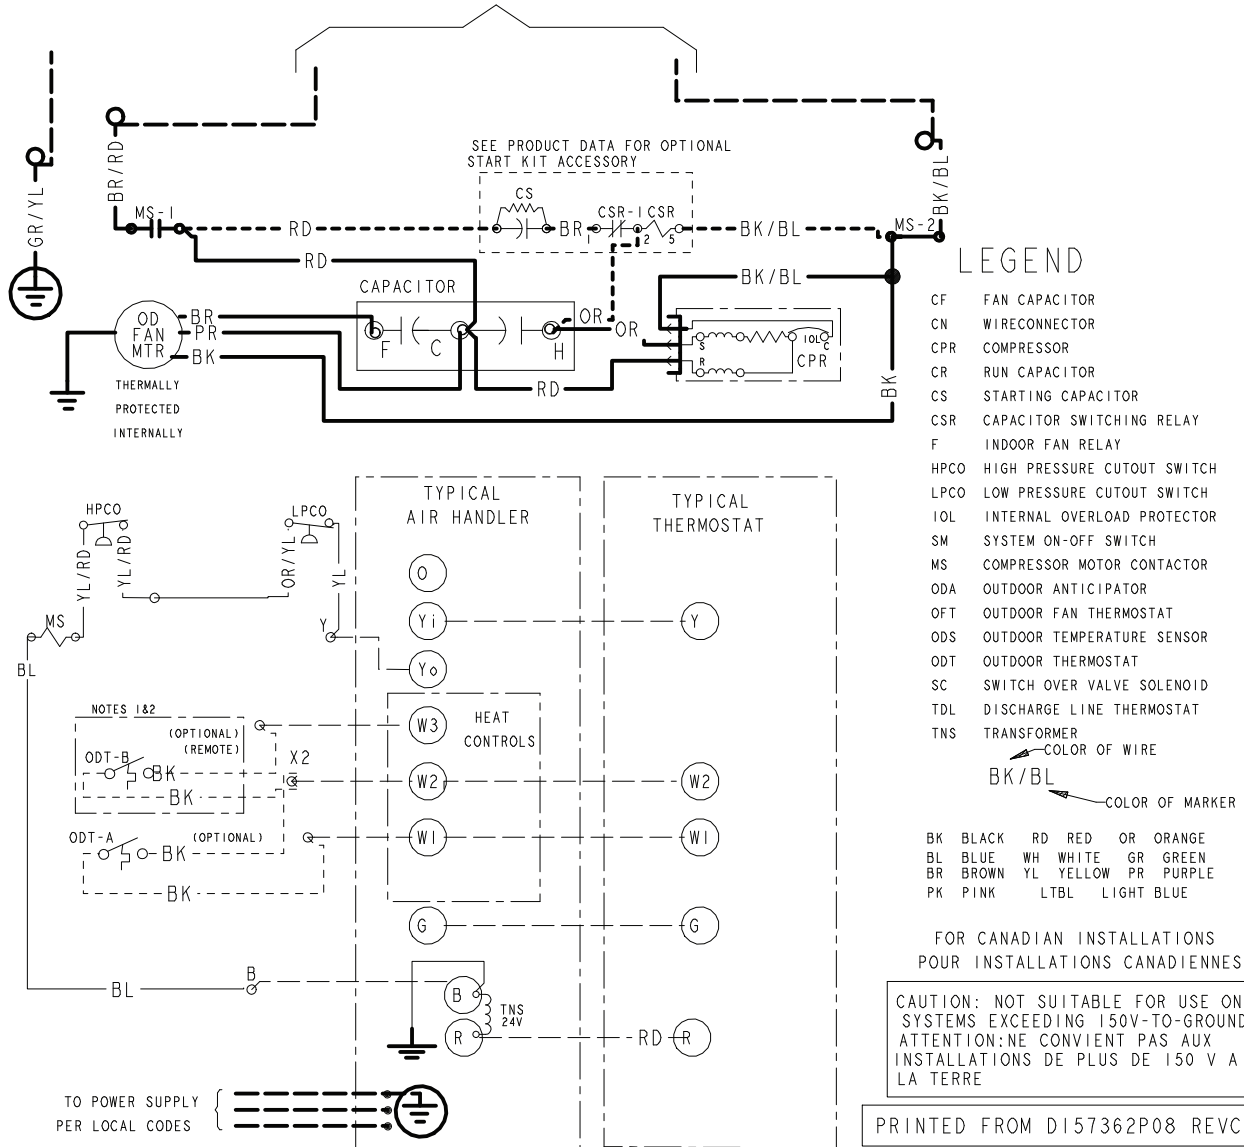 SEE PRODUCT DATA FOR OPTIONAL
START KIT ACCESSORY
BR/RD
GR/YL
MS-1
RD
CS
BR
CSR-1
CSR
2
5
BK/BL
MS-2
BK/BL
RD
BK/BL
CAPACITOR
OD
FAN
MTR
BR
PR
BK
F
C
H
OR
OR
S
R
IOL
C
CPR
RD
BK
THERMALLY
PROTECTED
INTERNALLY
LEGEND
CF FAN CAPACITOR
CN WIRECONNECTOR
CPR COMPRESSOR
CR RUN CAPACITOR
CS STARTING CAPACITOR
CSR CAPACITOR SWITCHING RELAY
F INDOOR FAN RELAY
HPCO HIGH PRESSURE CUTOUT SWITCH
LPCO LOW PRESSURE CUTOUT SWITCH
IOL INTERNAL OVERLOAD PROTECTOR
SM SYSTEM ON-OFF SWITCH
MS COMPRESSOR MOTOR CONTACTOR
ODA OUTDOOR ANTICIPATOR
OFT OUTDOOR FAN THERMOSTAT
ODS OUTDOOR TEMPERATURE SENSOR
ODT OUTDOOR THERMOSTAT
SC SWITCH OVER VALVE SOLENOID
TDL DISCHARGE LINE THERMOSTAT
TNS TRANSFORMER
COLOR OF WIRE
BK/BL
COLOR OF MARKER
BK BLACK RD RED OR ORANGE
BL BLUE WH WHITE GR GREEN
BR BROWN YL YELLOW PR PURPLE
PK PINK LTBL LIGHT BLUE
HPCO
LPCO
YL/RD
YL/RD
OR/YL
YL
MS
Y
BL
TYPICAL
AIR HANDLER
TYPICAL
THERMOSTAT
O
Yi
Y
Yo
HEAT
CONTROLS
W3
W2
W2
W1
W1
G
G
NOTES 1&2
(OPTIONAL)
(REMOTE)
ODT-B
BK
BK
X2
ODT-A
(OPTIONAL)
BK
BK
BL
B
B
TNS
24V
R
RD
R
TO POWER SUPPLY
PER LOCAL CODES
FOR CANADIAN INSTALLATIONS
POUR INSTALLATIONS CANADIENNES
CAUTION: NOT SUITABLE FOR USE ON
SYSTEMS EXCEEDING 150V-TO-GROUND
ATTENTION:NE CONVIENT PAS AUX
INSTALLATIONS DE PLUS DE 150 V A
LA TERRE
PRINTED FROM D157362P08 REVC